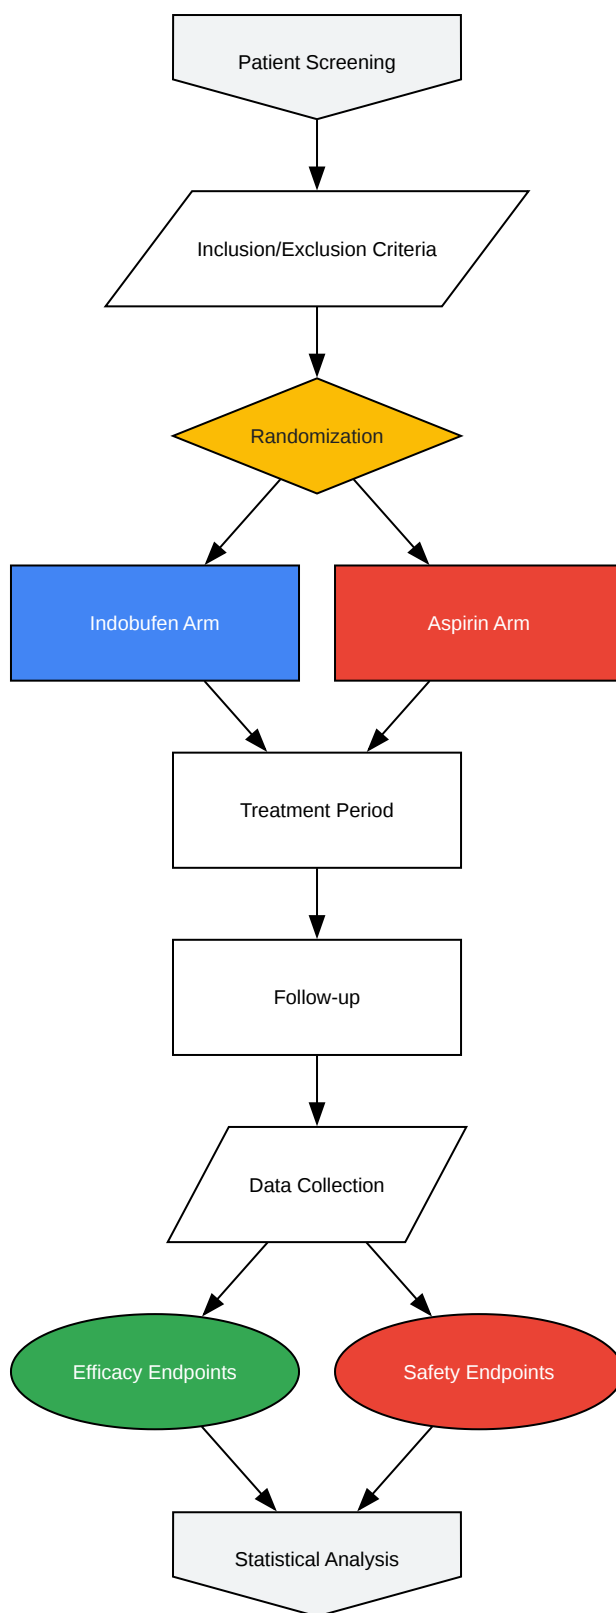 Patient Screening
Inclusion/Exclusion Criteria
Randomization
Indobufen Arm
Aspirin Arm
Treatment Period
Follow-up
Data Collection
Efficacy Endpoints
Safety Endpoints
Statistical Analysis